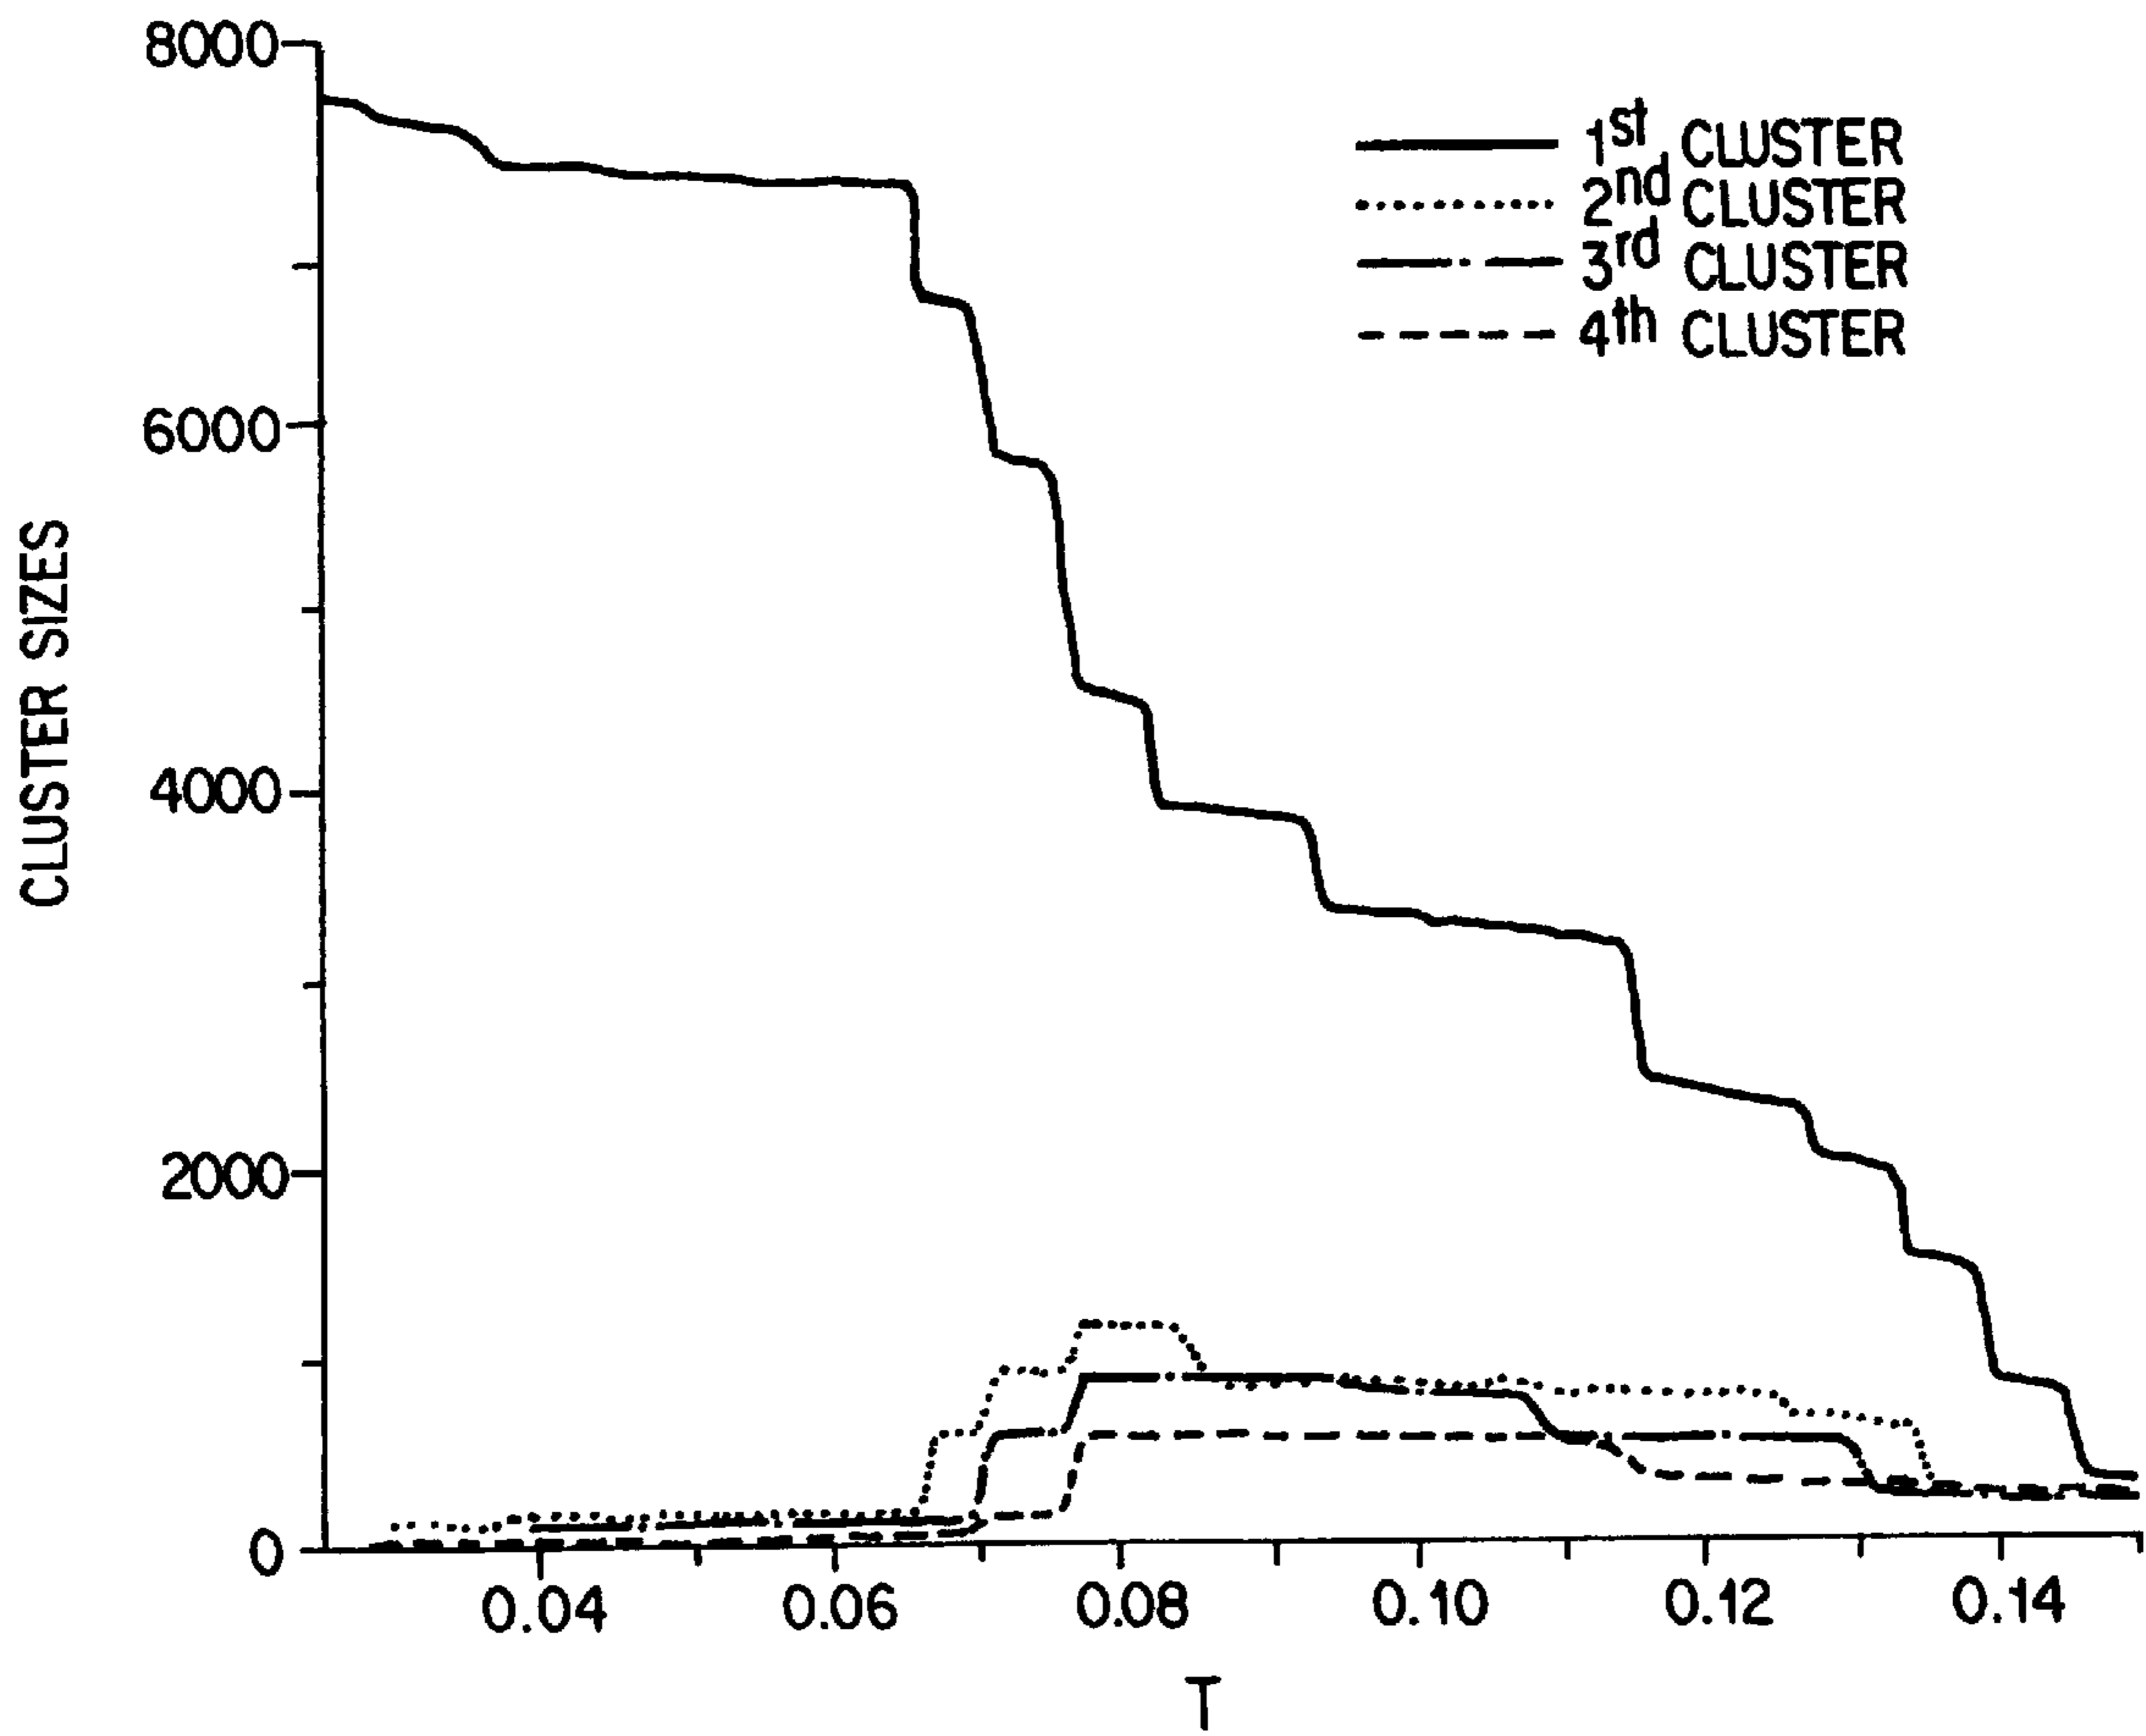 8000
6000
4000
2000
0
CLUSTER SIZES
1st CLUSTER
2nd CLUSTER
3rd CLUSTER
4th CLUSTER
0.04 0.06 0.08 0.10 0.12 0.14
T